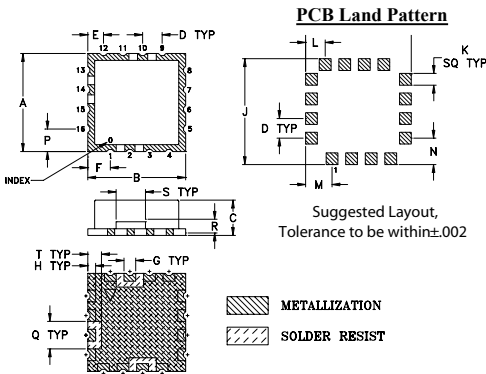 PCB Land Pattern
E
D TYP
12 11 10 9
13
14
15
16
8
7
6
5
A
P
0
1 2 3 4
F
B
INDEX
L
K
SQ TYP
J
D TYP
N
M
1
S TYP
C
R
Suggested Layout,
Tolerance to be within±.002
T TYP
H TYP
G TYP
Q TYP
METALLIZATION
SOLDER RESIST